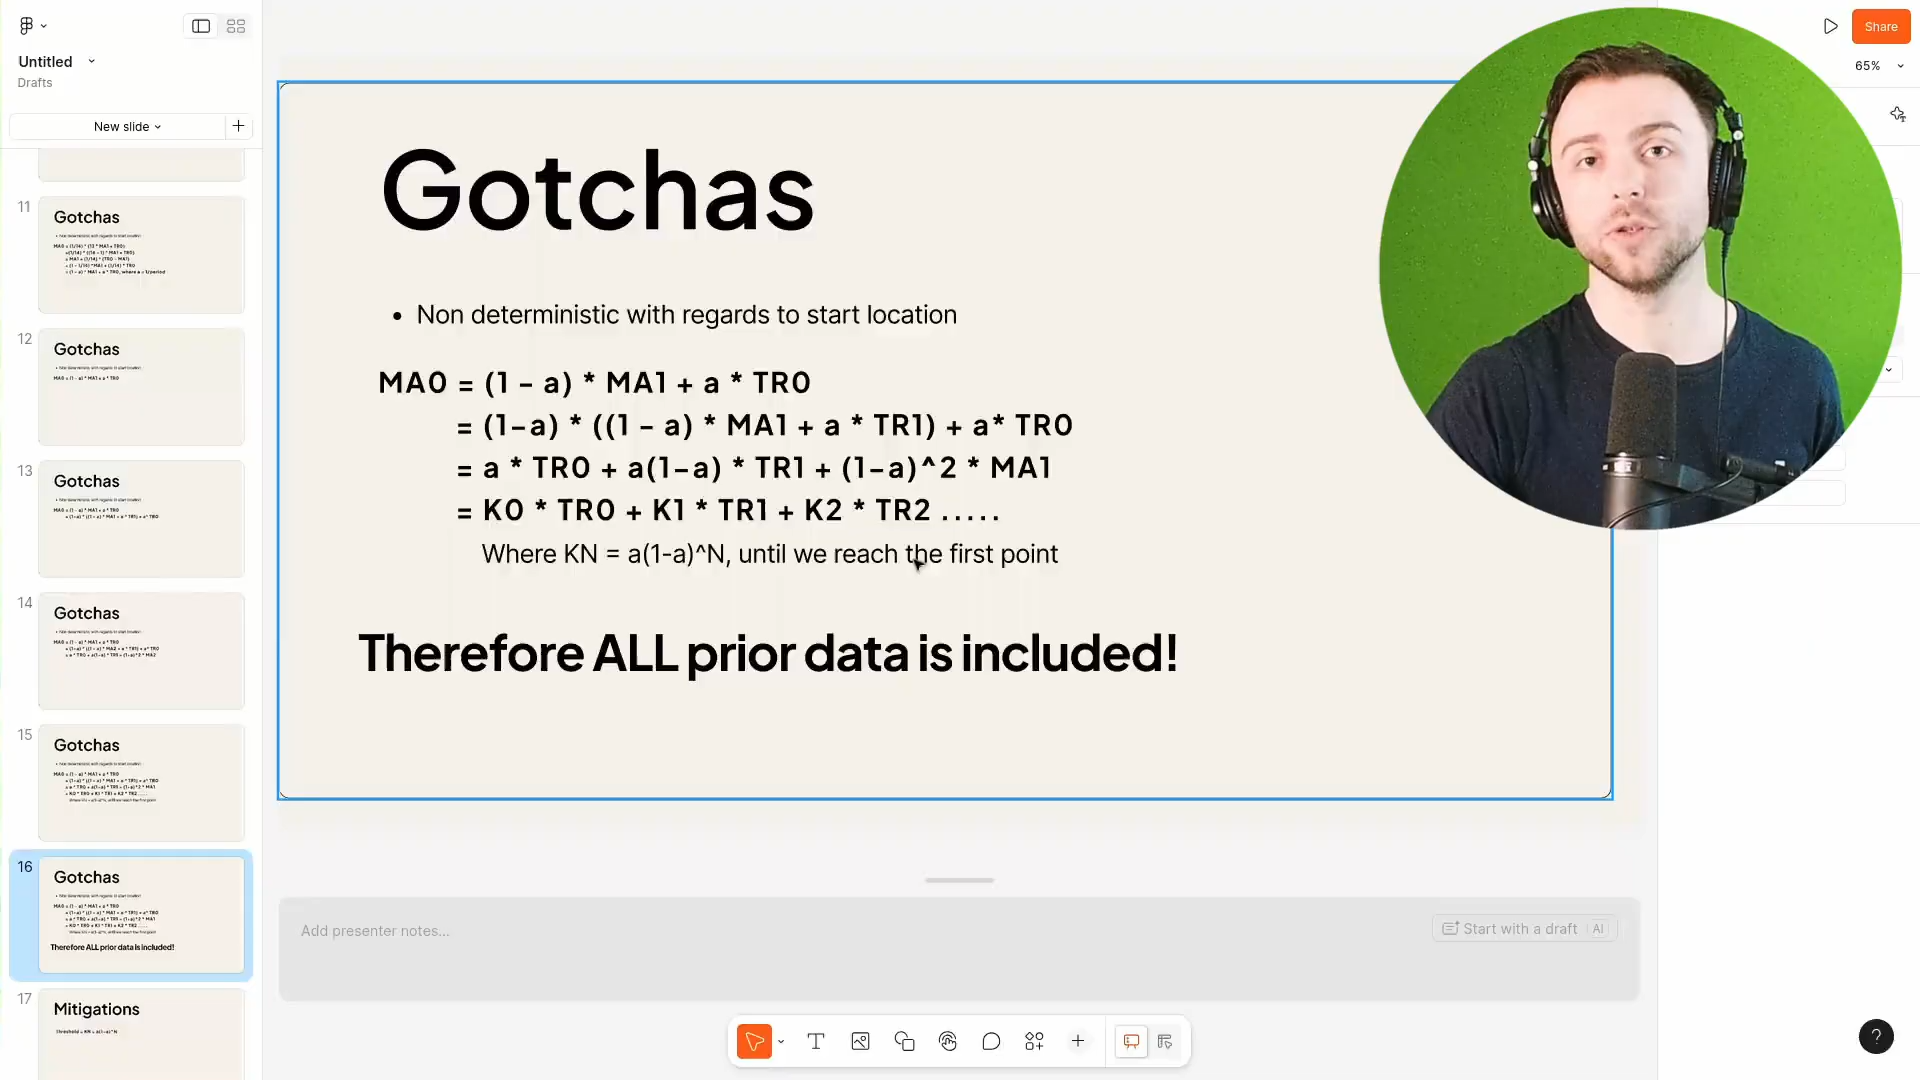 Untitled
Drafts
New slide
Share
65%
11
Gotchas
12
Gotchas
13
Gotchas
14
Gotchas
15
Gotchas
16
Gotchas
Therefore ALL prior data is included!
17
Mitigations
Threshold = KN = a(1-a)^N
Gotchas
• Non deterministic with regards to start location
MA0 = (1 - a) * MA1 + a * TR0
= (1-a) * ((1 - a) * MA1 + a * TR1) + a* TR0
= a * TR0 + a(1-a) * TR1 + (1-a)^2 * MA1
= K0 * TR0 + K1 * TR1 + K2 * TR2 .....
Where KN = a(1-a)^N, until we reach the first point
Therefore ALL prior data is included!
Add presenter notes...
Start with a draft AI
?